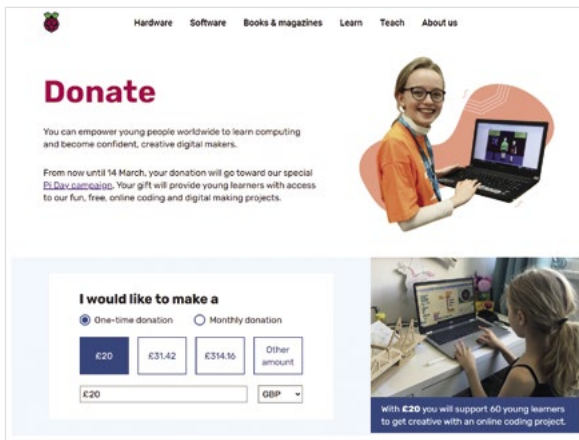 Hardware Software Books & magazines Learn Teach About us
Donate
You can empower young people worldwide to learn computing
and become confident, creative digital makers.
From now until 14 March, your donation will go toward our special
Pi Day campaign. Your gift will provide young learners with access
to our fun, free, online coding and digital making projects.
I would like to make a
One-time donation Monthly donation
£20 £31.42 £314.16 Other
amount
£20 GBP
With £20 you will support 60 young learners
to get creative with an online coding project.